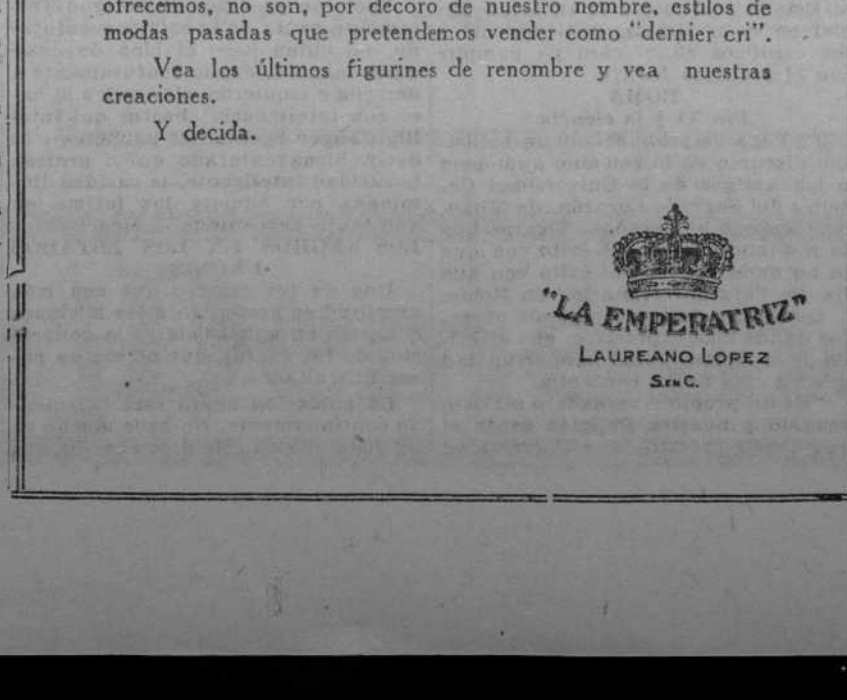 ofrecemos, no son, por decoro de nuestro nombre, estilos de
modas pasadas que pretendemos vender como "dernier cri".
Vea los últimos figurines de renombre y vea nuestras
creaciones.
Y decida.
"LA EMPERATRIZ"
LAUREANO LOPEZ
S. EN C.